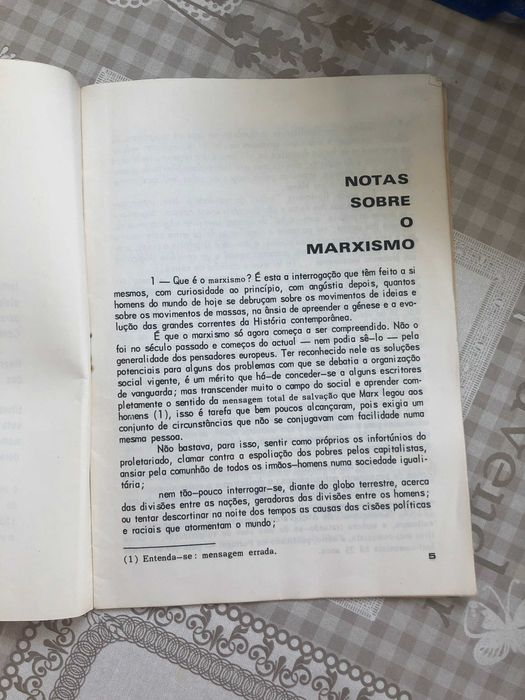 NOTAS
SOBRE
O
MARXISMO
1 — Que é o marxismo? É esta a interrogação que têm feito a si
mesmos, com curiosidade ao princípio, com angústia depois, quantos
homens do mundo de hoje se debruçam sobre os movimentos de ideias e
sobre os movimentos de massas, na ânsia de apreender a génese e a evo-
lução das grandes correntes da História contemporânea.
É que o marxismo só agora começa a ser compreendido. Não o
foi no século passado e começos do actual — nem podia sê-lo — pela
generalidade dos pensadores europeus. Ter reconhecido nele as soluções
potenciais para alguns dos problemas com que se debatia a organização
social vigente, é um mérito que há-de conceder-se a alguns escritores
de vanguarda; mas transcender muito o campo do social e aprender com-
pletamente o sentido da mensagem total de salvação que Marx legou aos
homens (1), isso é tarefa que bem poucos alcançaram, pois exigia um
conjunto de circunstâncias que não se conjugavam com facilidade numa
mesma pessoa.
Não bastava, para isso, sentir como próprios os infortúnios do
proletariado, clamar contra a espoliação dos pobres pelos capitalistas,
ansiar pela comunhão de todos os irmãos-homens numa sociedade iguali-
tária;
nem tão-pouco interrogar-se, diante do globo terrestre, acerca
das divisões entre as nações, geradoras das divisões entre os homens;
ou tentar descortinar na noite dos tempos as causas das cisões políticas
e raciais que atormentam o mundo;
(1) Entenda-se: mensagem errada.
5